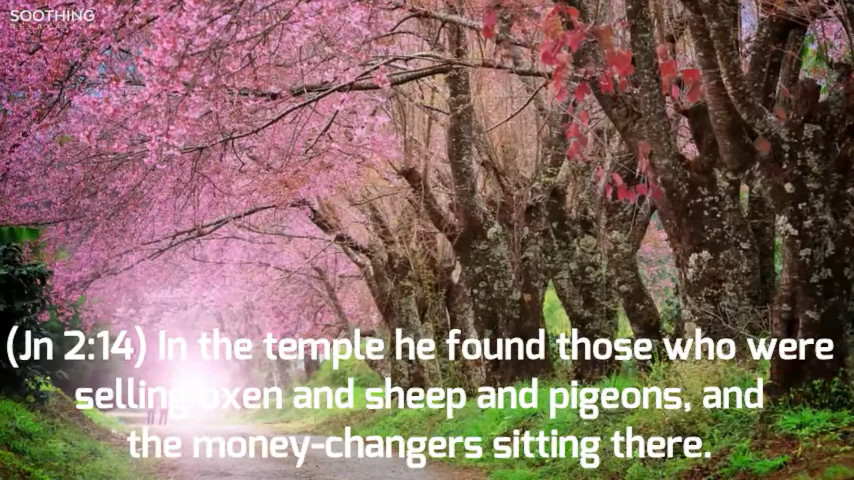 SOOTHING
RELAXATION
(Jn 2:14) In the temple he found those who were
selling oxen and sheep and pigeons, and
the money-changers sitting there.